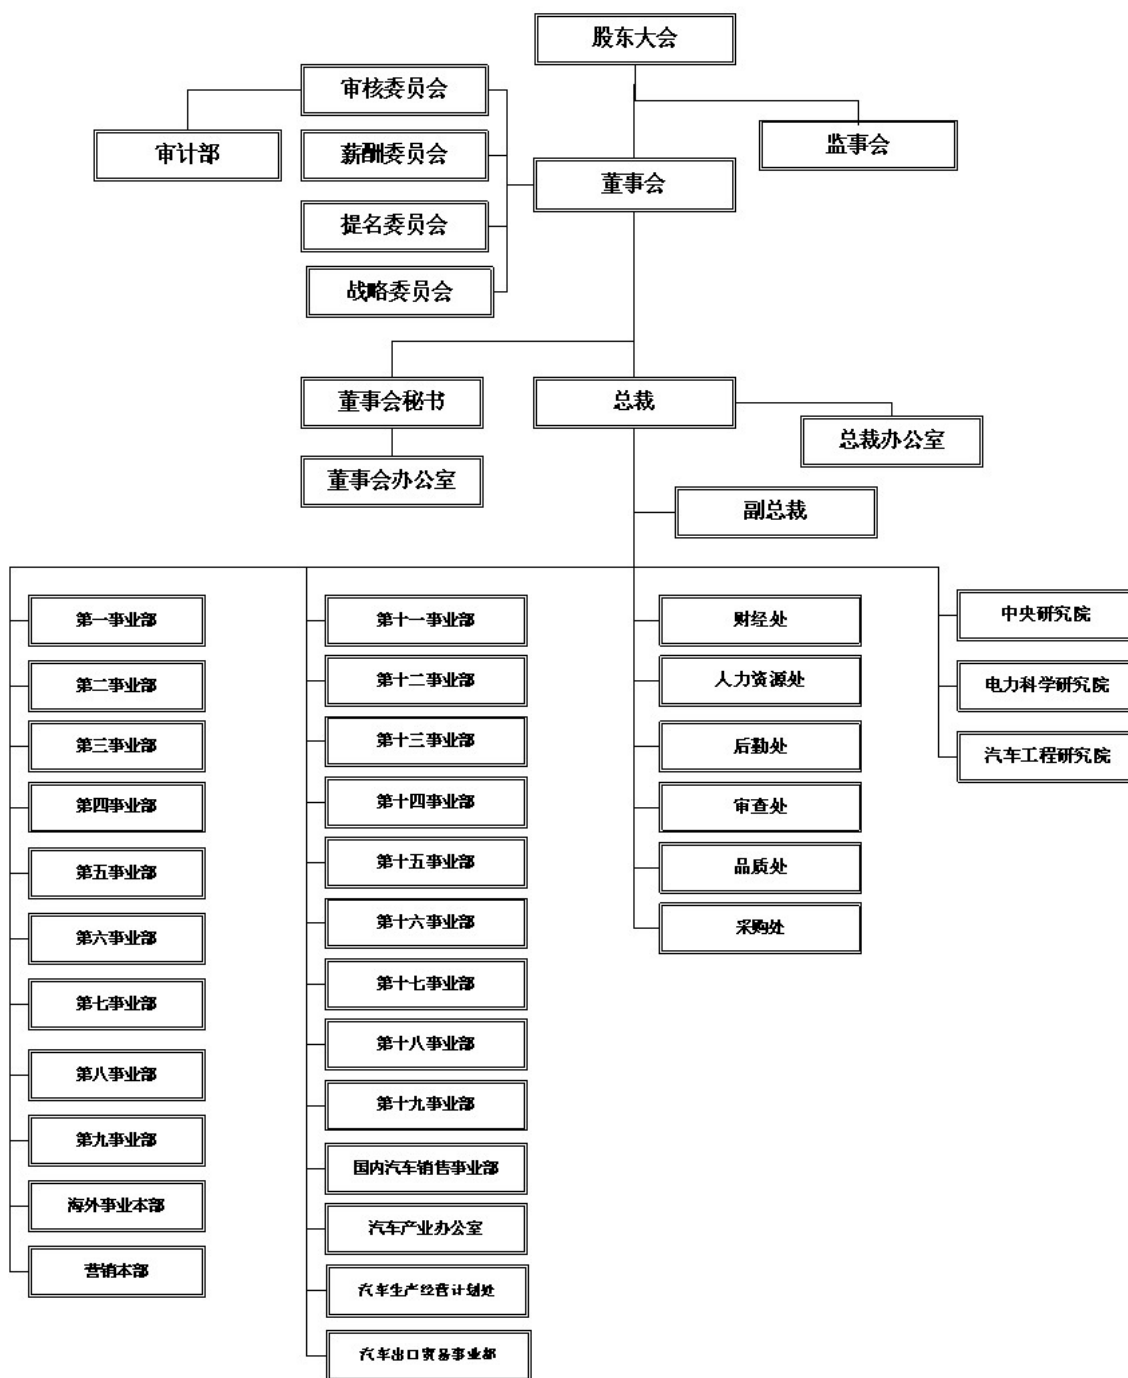 股东大会
审核委员会
审计部
薪酬委员会
监事会
董事会
提名委员会
战略委员会
董事会秘书
总裁
总裁办公室
董事会办公室
副总裁
第一事业部
第二事业部
第三事业部
第四事业部
第五事业部
第六事业部
第七事业部
第八事业部
第九事业部
海外事业本部
营销本部
第十一事业部
第十二事业部
第十三事业部
第十四事业部
第十五事业部
第十六事业部
第十七事业部
第十八事业部
第十九事业部
国内汽车销售事业部
汽车产业办公室
汽车生产经营计划处
汽车出口贸易事业部
财经处
人力资源处
后勤处
审查处
品质处
采购处
中央研究院
电力科学研究院
汽车工程研究院